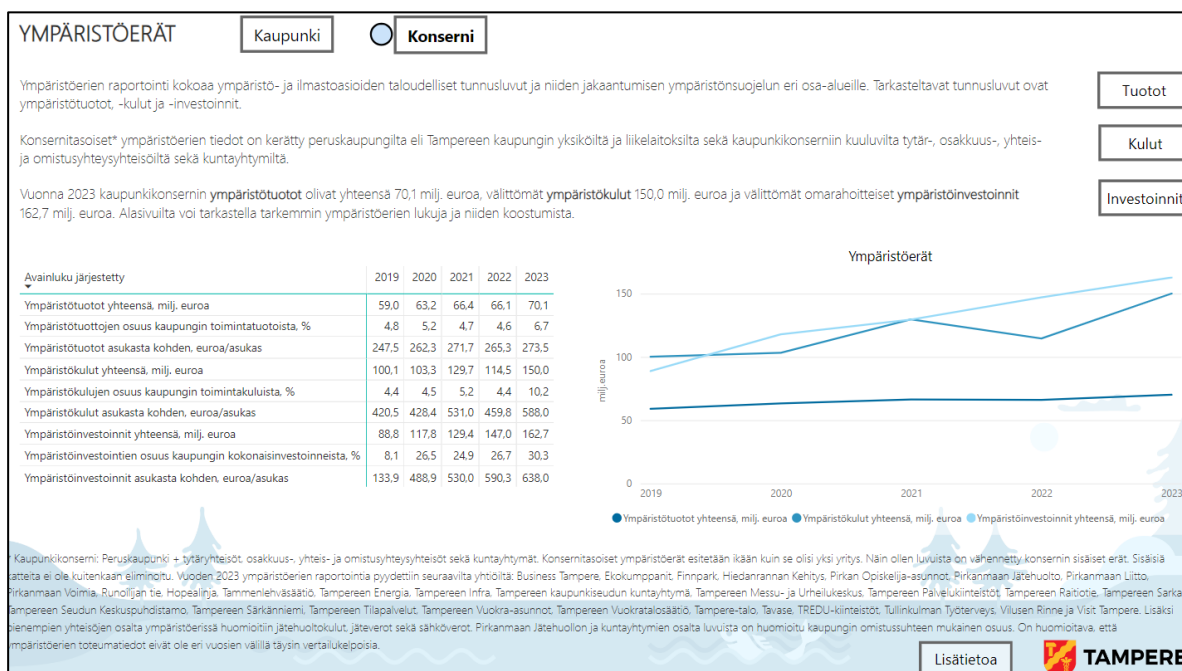 YMPÄRISTÖERÄT
Kaupunki
Konserni
Ympäristöerien raportointi kokoaa ympäristö- ja ilmastoasioiden taloudelliset tunnusluvut ja niiden jakaantumisen ympäristönsuojelun eri osa-alueille. Tarkasteltavat tunnusluvut ovat
ympäristötuotot, -kulut ja -investoinnit.
Konsernitasoiset* ympäristöerien tiedot on kerätty peruskaupungilta eli Tampereen kaupungin yksiköiltä ja liikelaitoksilta sekä kaupunkikonserniin kuuluvilta tytär-, osakkuus-, yhteis-
ja omistusyhteysyhteisöiltä sekä kuntayhtymiltä.
Vuonna 2023 kaupunkikonsernin ympäristötuotot olivat yhteensä 70,1 milj. euroa, välittömät ympäristökulut 150,0 milj. euroa ja välittömät omarahoitteiset ympäristöinvestoinnit
162,7 milj. euroa. Alasivuilta voi tarkastella tarkemmin ympäristöerien lukuja ja niiden koostumista.
Tuotot
Kulut
Investoinnit
Avainluku järjestetty 2019 2020 2021 2022 2023
Ympäristötuotot yhteensä, milj. euroa 59,0 63,2 66,4 66,1 70,1
Ympäristötuottojen osuus kaupungin toimintatuotoista, % 4,8 5,2 4,7 4,6 6,7
Ympäristötuotot asukasta kohden, euroa/asukas 247,5 262,3 271,7 265,3 273,5
Ympäristökulut yhteensä, milj. euroa 100,1 103,3 129,7 114,5 150,0
Ympäristökulujen osuus kaupungin toimintakuluista, % 4,4 4,5 5,2 4,4 10,2
Ympäristökulut asukasta kohden, euroa/asukas 420,5 428,4 531,0 459,8 588,0
Ympäristöinvestoinnit yhteensä, milj. euroa 88,8 117,8 129,4 147,0 162,7
Ympäristöinvestointien osuus kaupungin kokonaisinvestoinneista, % 8,1 26,5 24,9 26,7 30,3
Ympäristöinvestoinnit asukasta kohden, euroa/asukas 133,9 488,9 530,0 590,3 638,0
Ympäristöerät
milj.euroa
150
100
50
0
2019 2020 2021 2022 2023
Ympäristötuotot yhteensä, milj. euroa Ympäristökulut yhteensä, milj. euroa Ympäristöinvestoinnit yhteensä, milj. euroa
* Kaupunkikonserni: Peruskaupunki + tytäryhteisöt, osakkuus-, yhteis- ja omistusyhteysyhteisöt sekä kuntayhtymät. Konsernitasoiset ympäristöerät esitetään ikään kuin se olisi yksi yritys. Näin ollen luvuista on vähennetty konsernin sisäiset erät. Sisäisiä
katteita ei ole kuitenkaan eliminoitu. Vuoden 2023 ympäristöerien raportointia pyydettiin seuraavilta yhtiöiltä: Business Tampere, Ekokumppanit, Finnpark, Hiedanrannan Kehitys, Pirkan Opiskelija-asunnot, Pirkanmaan Jätehuolto, Pirkanmaan Liitto,
Pirkanmaan Voimia, Runoilijan tie, Hopealinja, Tammenlehväsäätiö, Tampereen Energia, Tampereen Infra, Tampereen kaupunkiseudun kuntayhtymä, Tampereen Messu- ja Urheilukeskus, Tampereen Palvelukiinteistöt, Tampereen Raitiotie, Tampereen Sarka
Tampereen Seudun Keskuspuhdistamo, Tampereen Särkänniemi, Tampereen Tilapalvelut, Tampereen Vuokra-asunnot, Tampereen Vuokratalosäätiö, Tampere-talo, Tavase, TREDU-kiinteistöt, Tullinkulman Työterveys, Vilusen Rinne ja Visit Tampere. Lisäksi
pienempien yhteisöjen osalta ympäristöerissä huomioitiin jätehuoltokulut, jäteverot sekä sähköverot. Pirkanmaan Jätehuollon ja kuntayhtymien osalta luvuista on huomioitu kaupungin omistussuhteen mukainen osuus. On huomioitava, että
ympäristöerien toteumatiedot eivät ole eri vuosien välillä täysin vertailukelpoisia.
Lisätietoa
TAMPERE